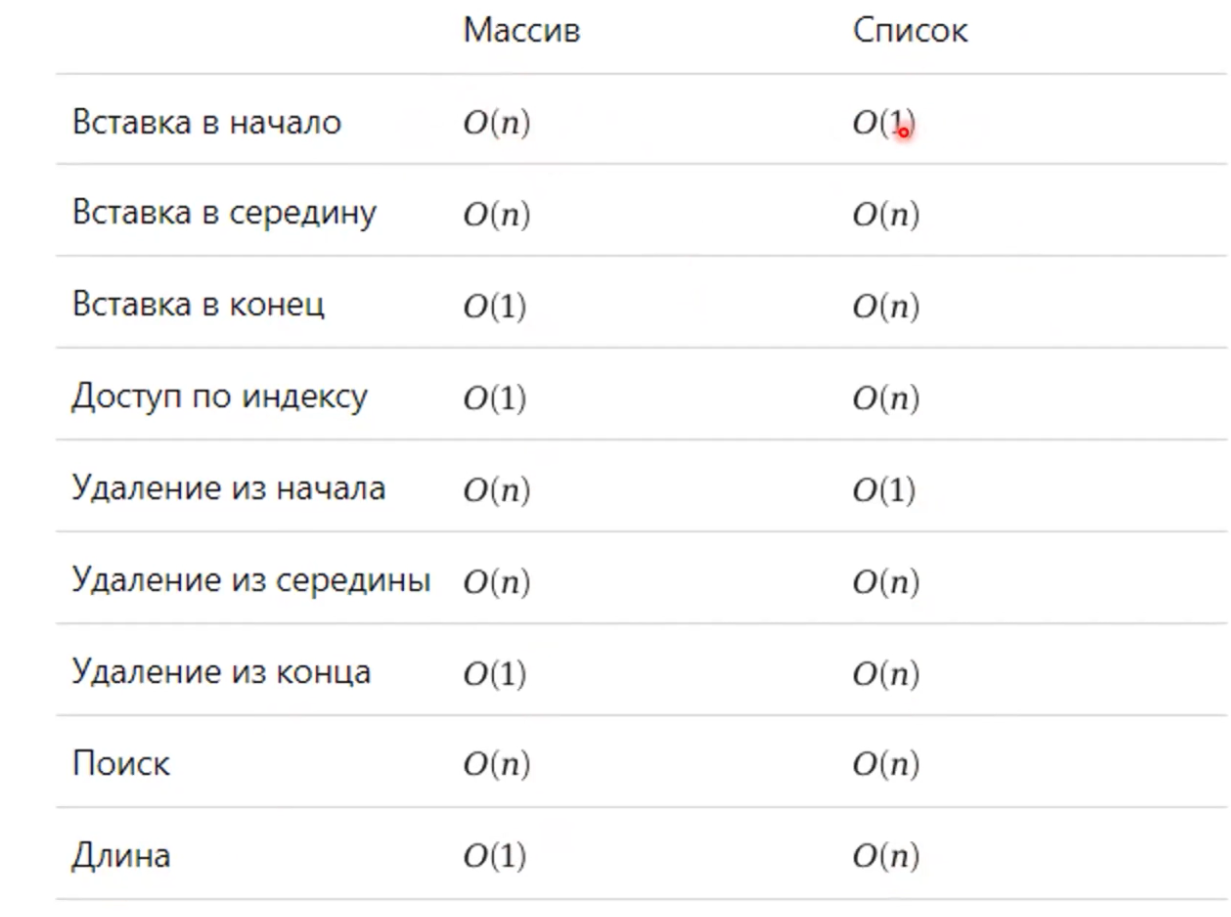 Массив Список
Вставка в начало O(n) O(1)
Вставка в середину O(n) O(n)
Вставка в конец O(1) O(n)
Доступ по индексу O(1) O(n)
Удаление из начала O(n) O(1)
Удаление из середины O(n) O(n)
Удаление из конца O(1) O(n)
Поиск O(n) O(n)
Длина O(1) O(n)